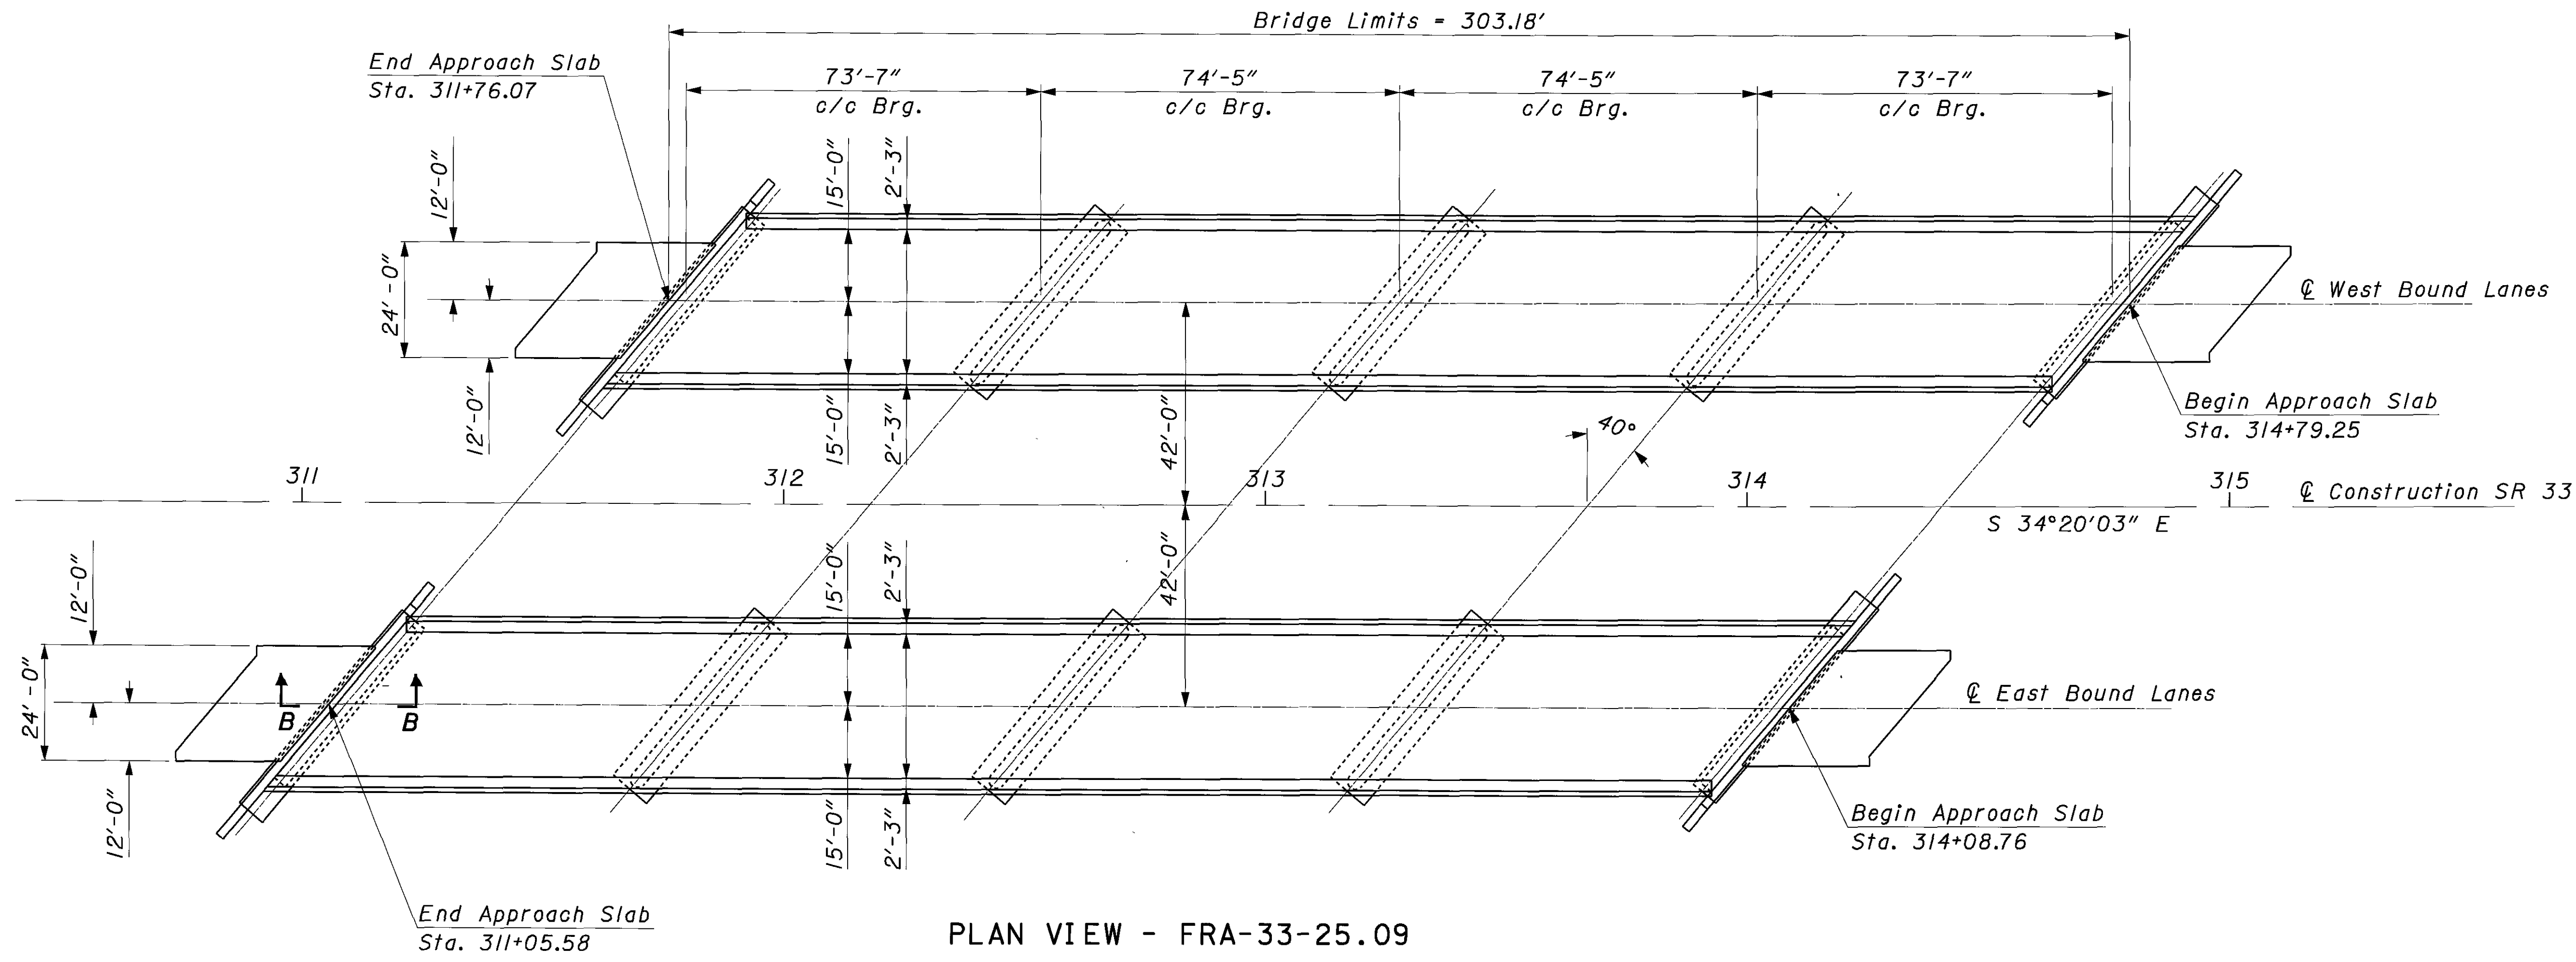 Bridge Limits = 303.18'
End Approach Slab
Sta. 311+76.07
73'-7"
c/c Brg.
74'-5"
c/c Brg.
74'-5"
c/c Brg.
73'-7"
c/c Brg.
12'-0"
24'-0"
12'-0"
15'-0"
2'-3"
15'-0"
2'-3"
42'-0"
40°
℄ West Bound Lanes
Begin Approach Slab
Sta. 314+79.25
311
312
313
314
315
℄ Construction SR 33
S 34°20'03" E
12'-0"
24'-0"
12'-0"
B
B
15'-0"
2'-3"
42'-0"
15'-0"
2'-3"
℄ East Bound Lanes
Begin Approach Slab
Sta. 314+08.76
End Approach Slab
Sta. 311+05.58
PLAN VIEW - FRA-33-25.09